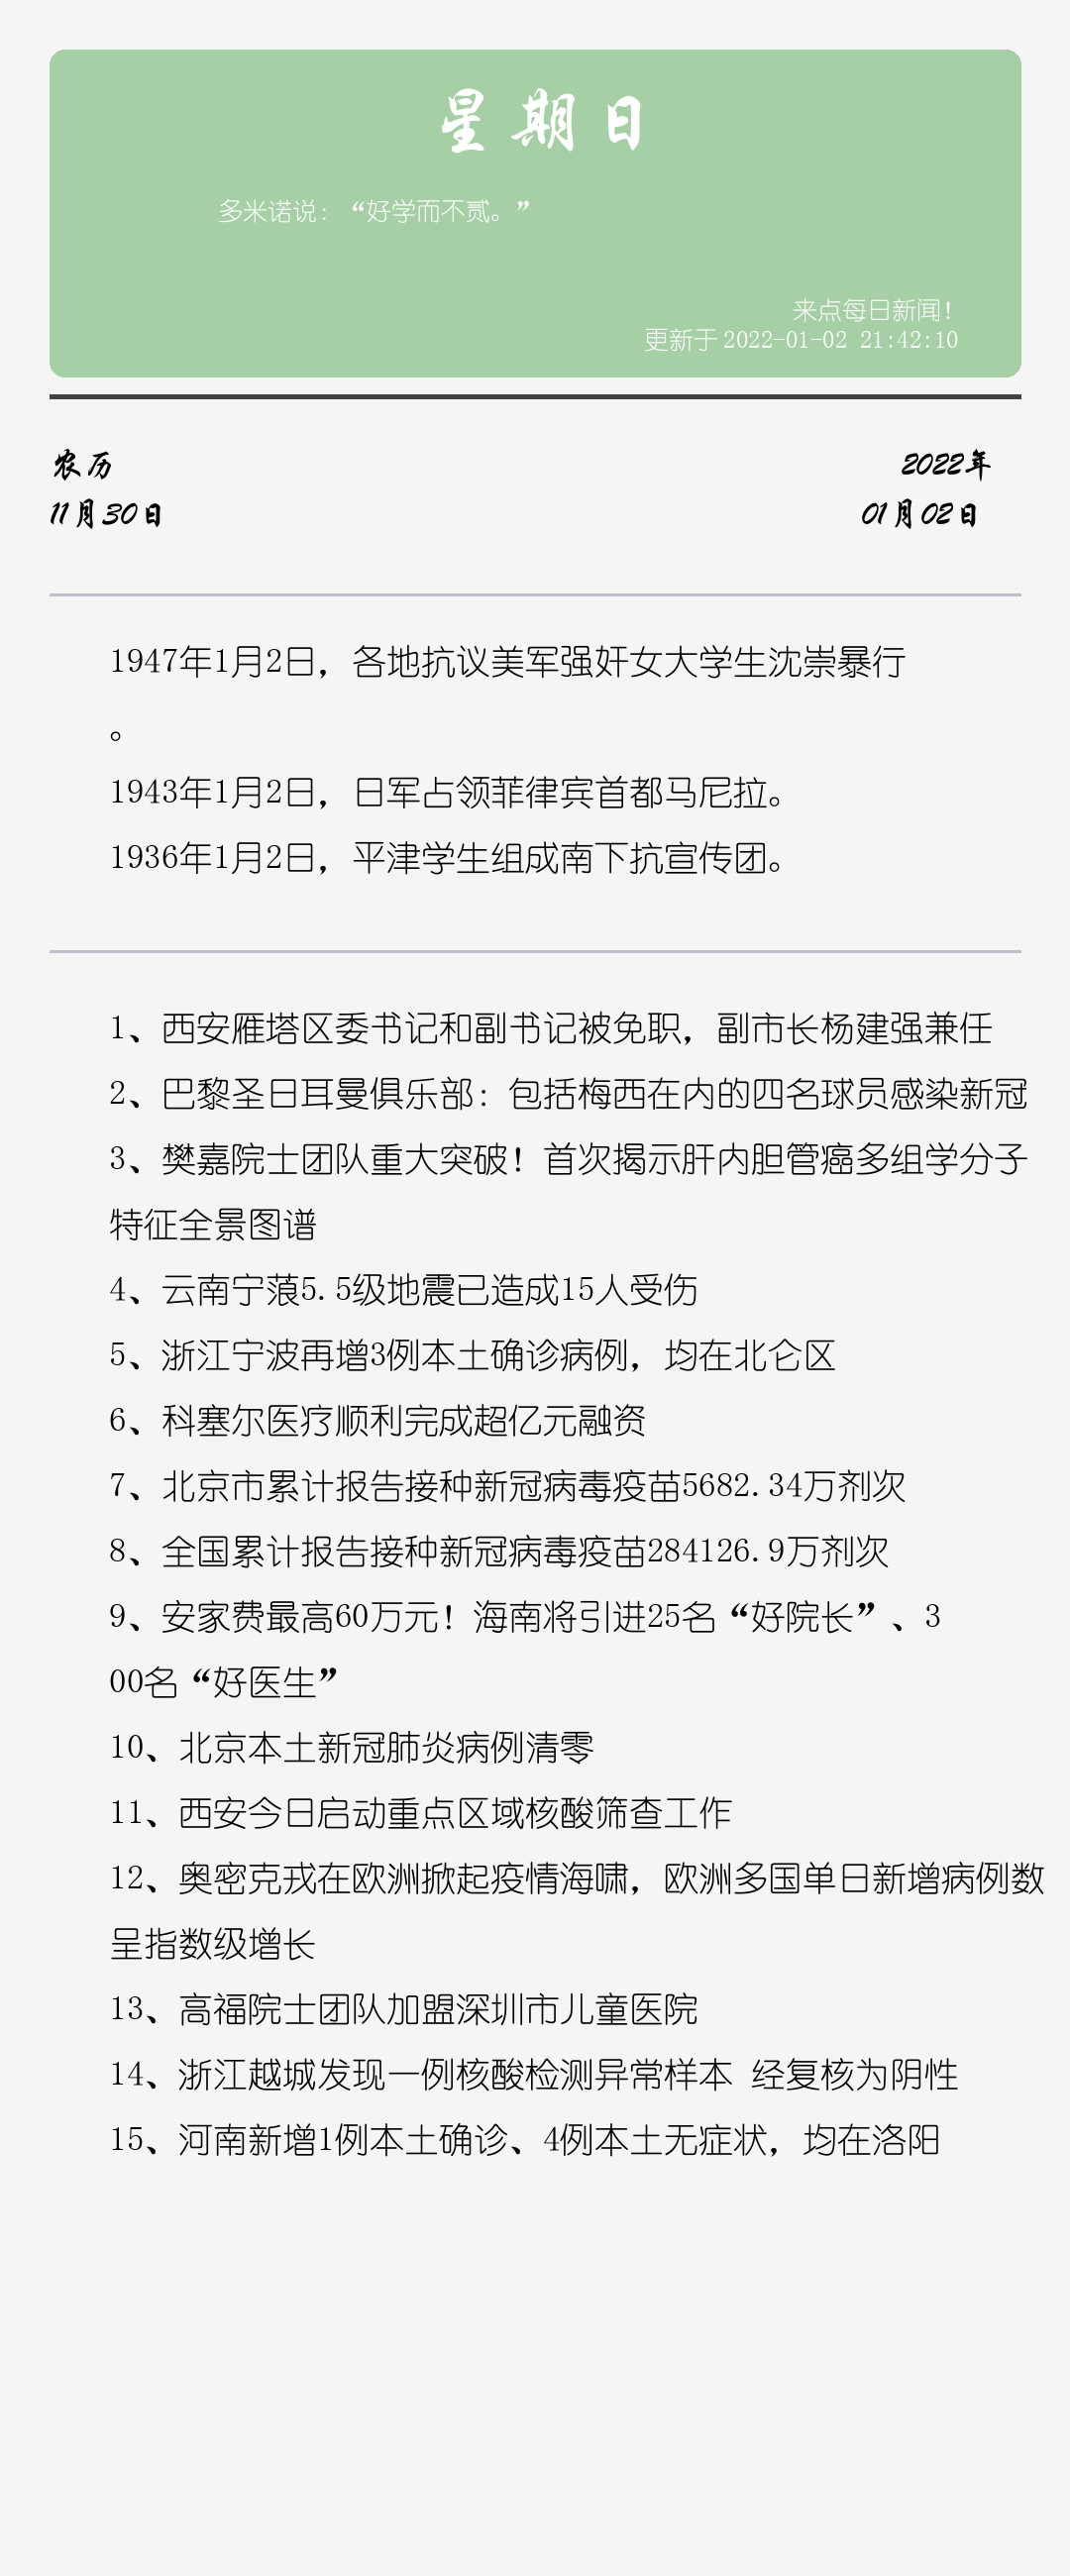 星期日
多米诺说：“好学而不贰。”
来点每日新闻！
更新于 2022-01-02 21:42:10
农历
2022年
11月30日
01月02日
1947年1月2日，各地抗议美军强奸女大学生沈崇暴行
。
1943年1月2日，日军占领菲律宾首都马尼拉。
1936年1月2日，平津学生组成南下抗宣传团。
1、西安雁塔区委书记和副书记被免职，副市长杨建强兼任
2、巴黎圣日耳曼俱乐部：包括梅西在内的四名球员感染新冠
3、樊嘉院士团队重大突破！首次揭示肝内胆管癌多组学分子
特征全景图谱
4、云南宁蒗5.5级地震已造成15人受伤
5、浙江宁波再增3例本土确诊病例，均在北仑区
6、科塞尔医疗顺利完成超亿元融资
7、北京市累计报告接种新冠病毒疫苗5682.34万剂次
8、全国累计报告接种新冠病毒疫苗284126.9万剂次
9、安家费最高60万元！海南将引进25名“好院长”、3
00名“好医生”
10、北京本土新冠肺炎病例清零
11、西安今日启动重点区域核酸筛查工作
12、奥密克戎在欧洲掀起疫情海啸，欧洲多国单日新增病例数
呈指数级增长
13、高福院士团队加盟深圳市儿童医院
14、浙江越城发现一例核酸检测异常样本 经复核为阴性
15、河南新增1例本土确诊、4例本土无症状，均在洛阳